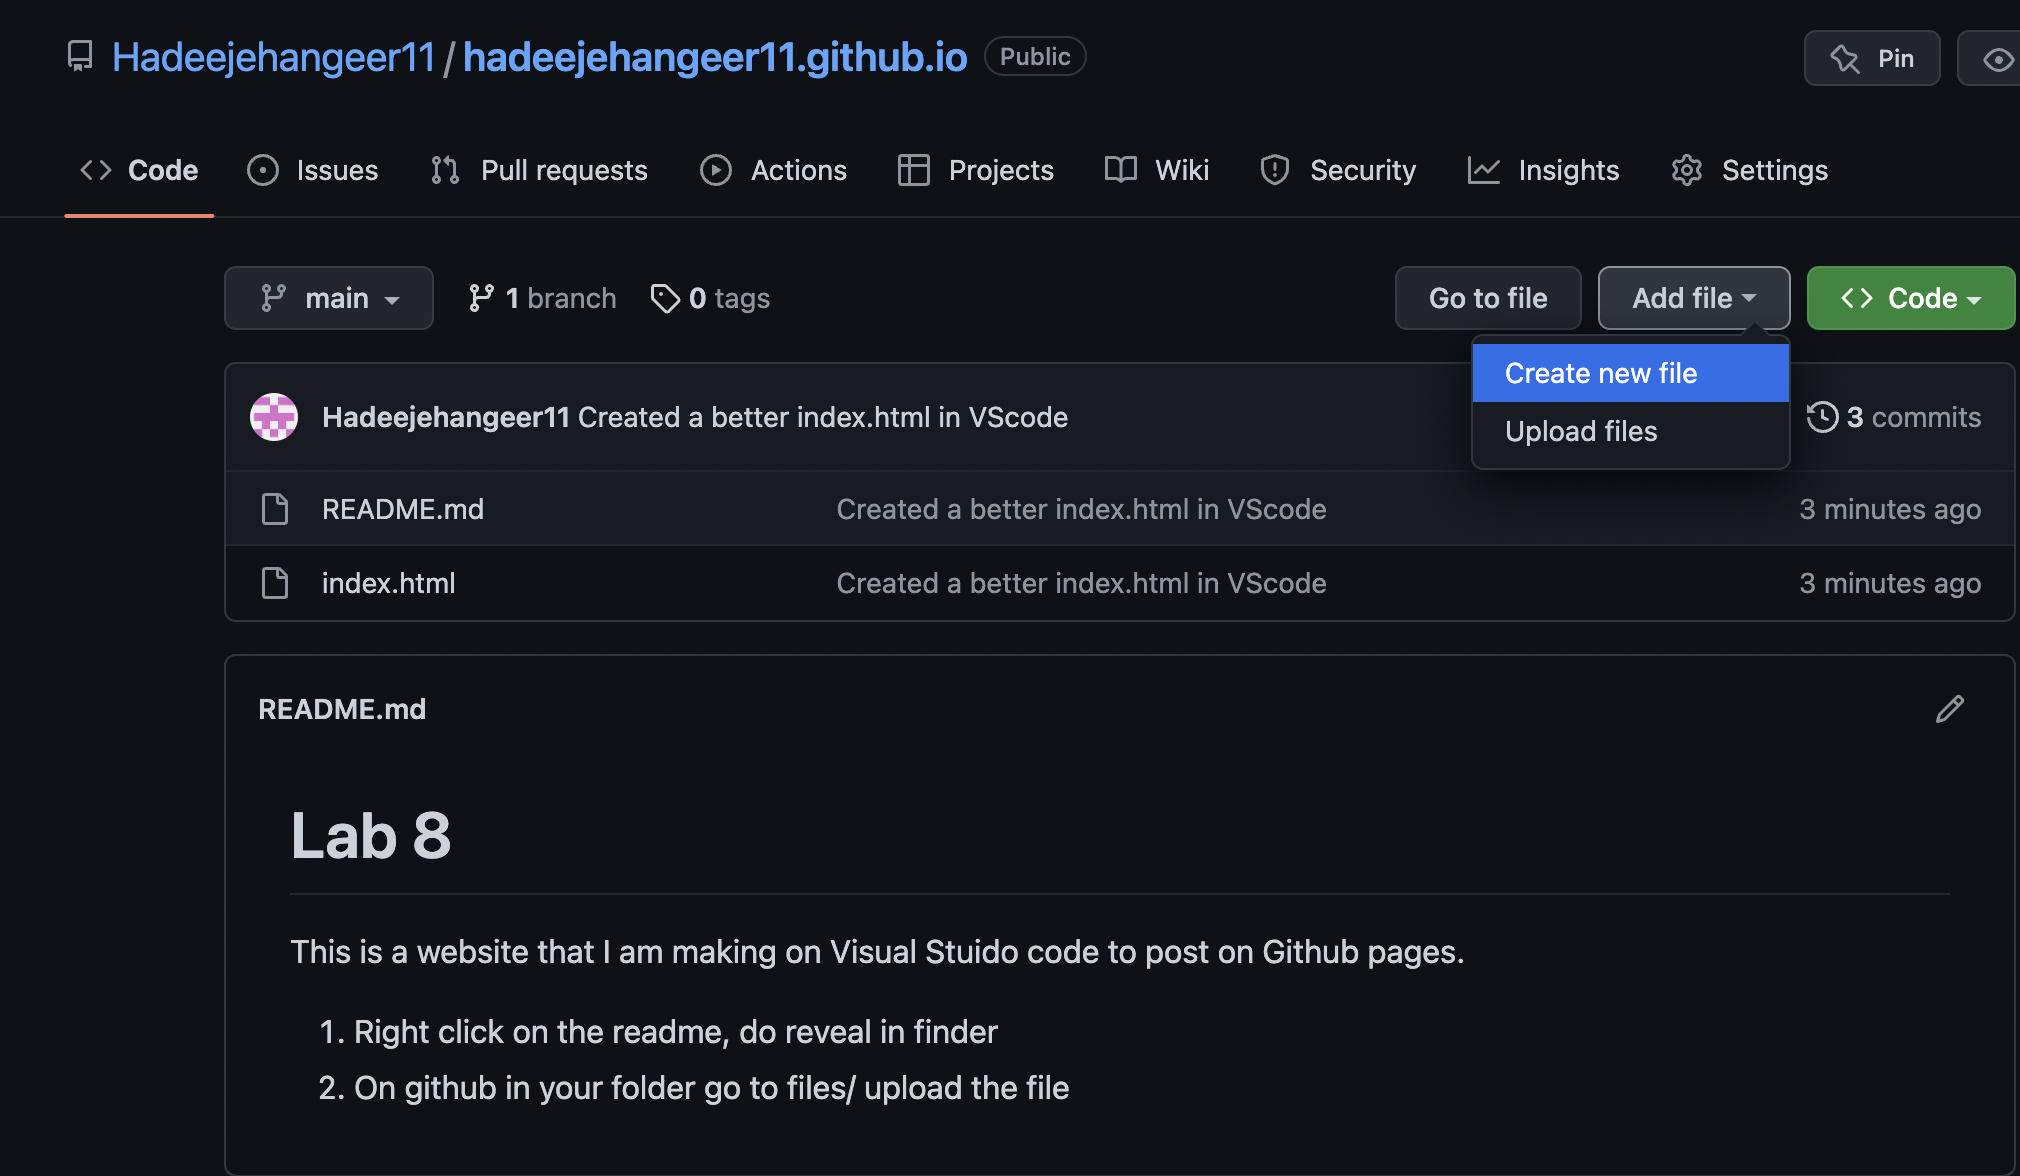 Hadeejehangeer11 / hadeejehangeer11.github.io Public Pin
Code Issues Pull requests Actions Projects Wiki Security Insights Settings
main 1 branch 0 tags Go to file Add file Code
Create new file
Upload files
Hadeejehangeer11 Created a better index.html in VScode 3 commits
README.md Created a better index.html in VScode 3 minutes ago
index.html Created a better index.html in VScode 3 minutes ago
README.md
Lab 8
This is a website that I am making on Visual Stuido code to post on Github pages.
1. Right click on the readme, do reveal in finder
2. On github in your folder go to files/ upload the file